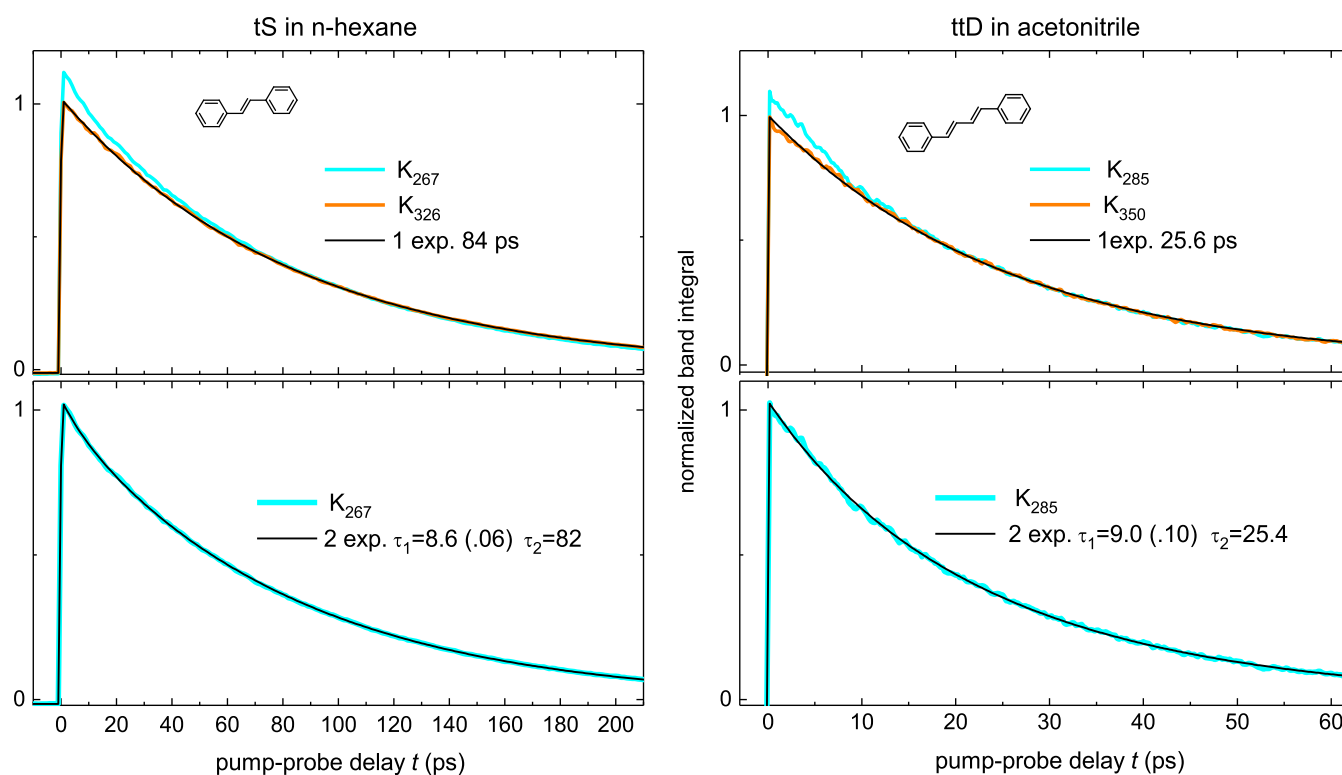 tS in n-hexane
1
0
K267
K326
1 exp. 84 ps
1
0
K267
2 exp. τ1=8.6 (.06) τ2=82
0 20 40 60 80 100 120 140 160 180 200
pump-probe delay t (ps)
ttD in acetonitrile
normalized band integral
1
0
K285
K350
1exp. 25.6 ps
1
0
K285
2 exp. τ1=9.0 (.10) τ2=25.4
0 10 20 30 40 50 60
pump-probe delay t (ps)